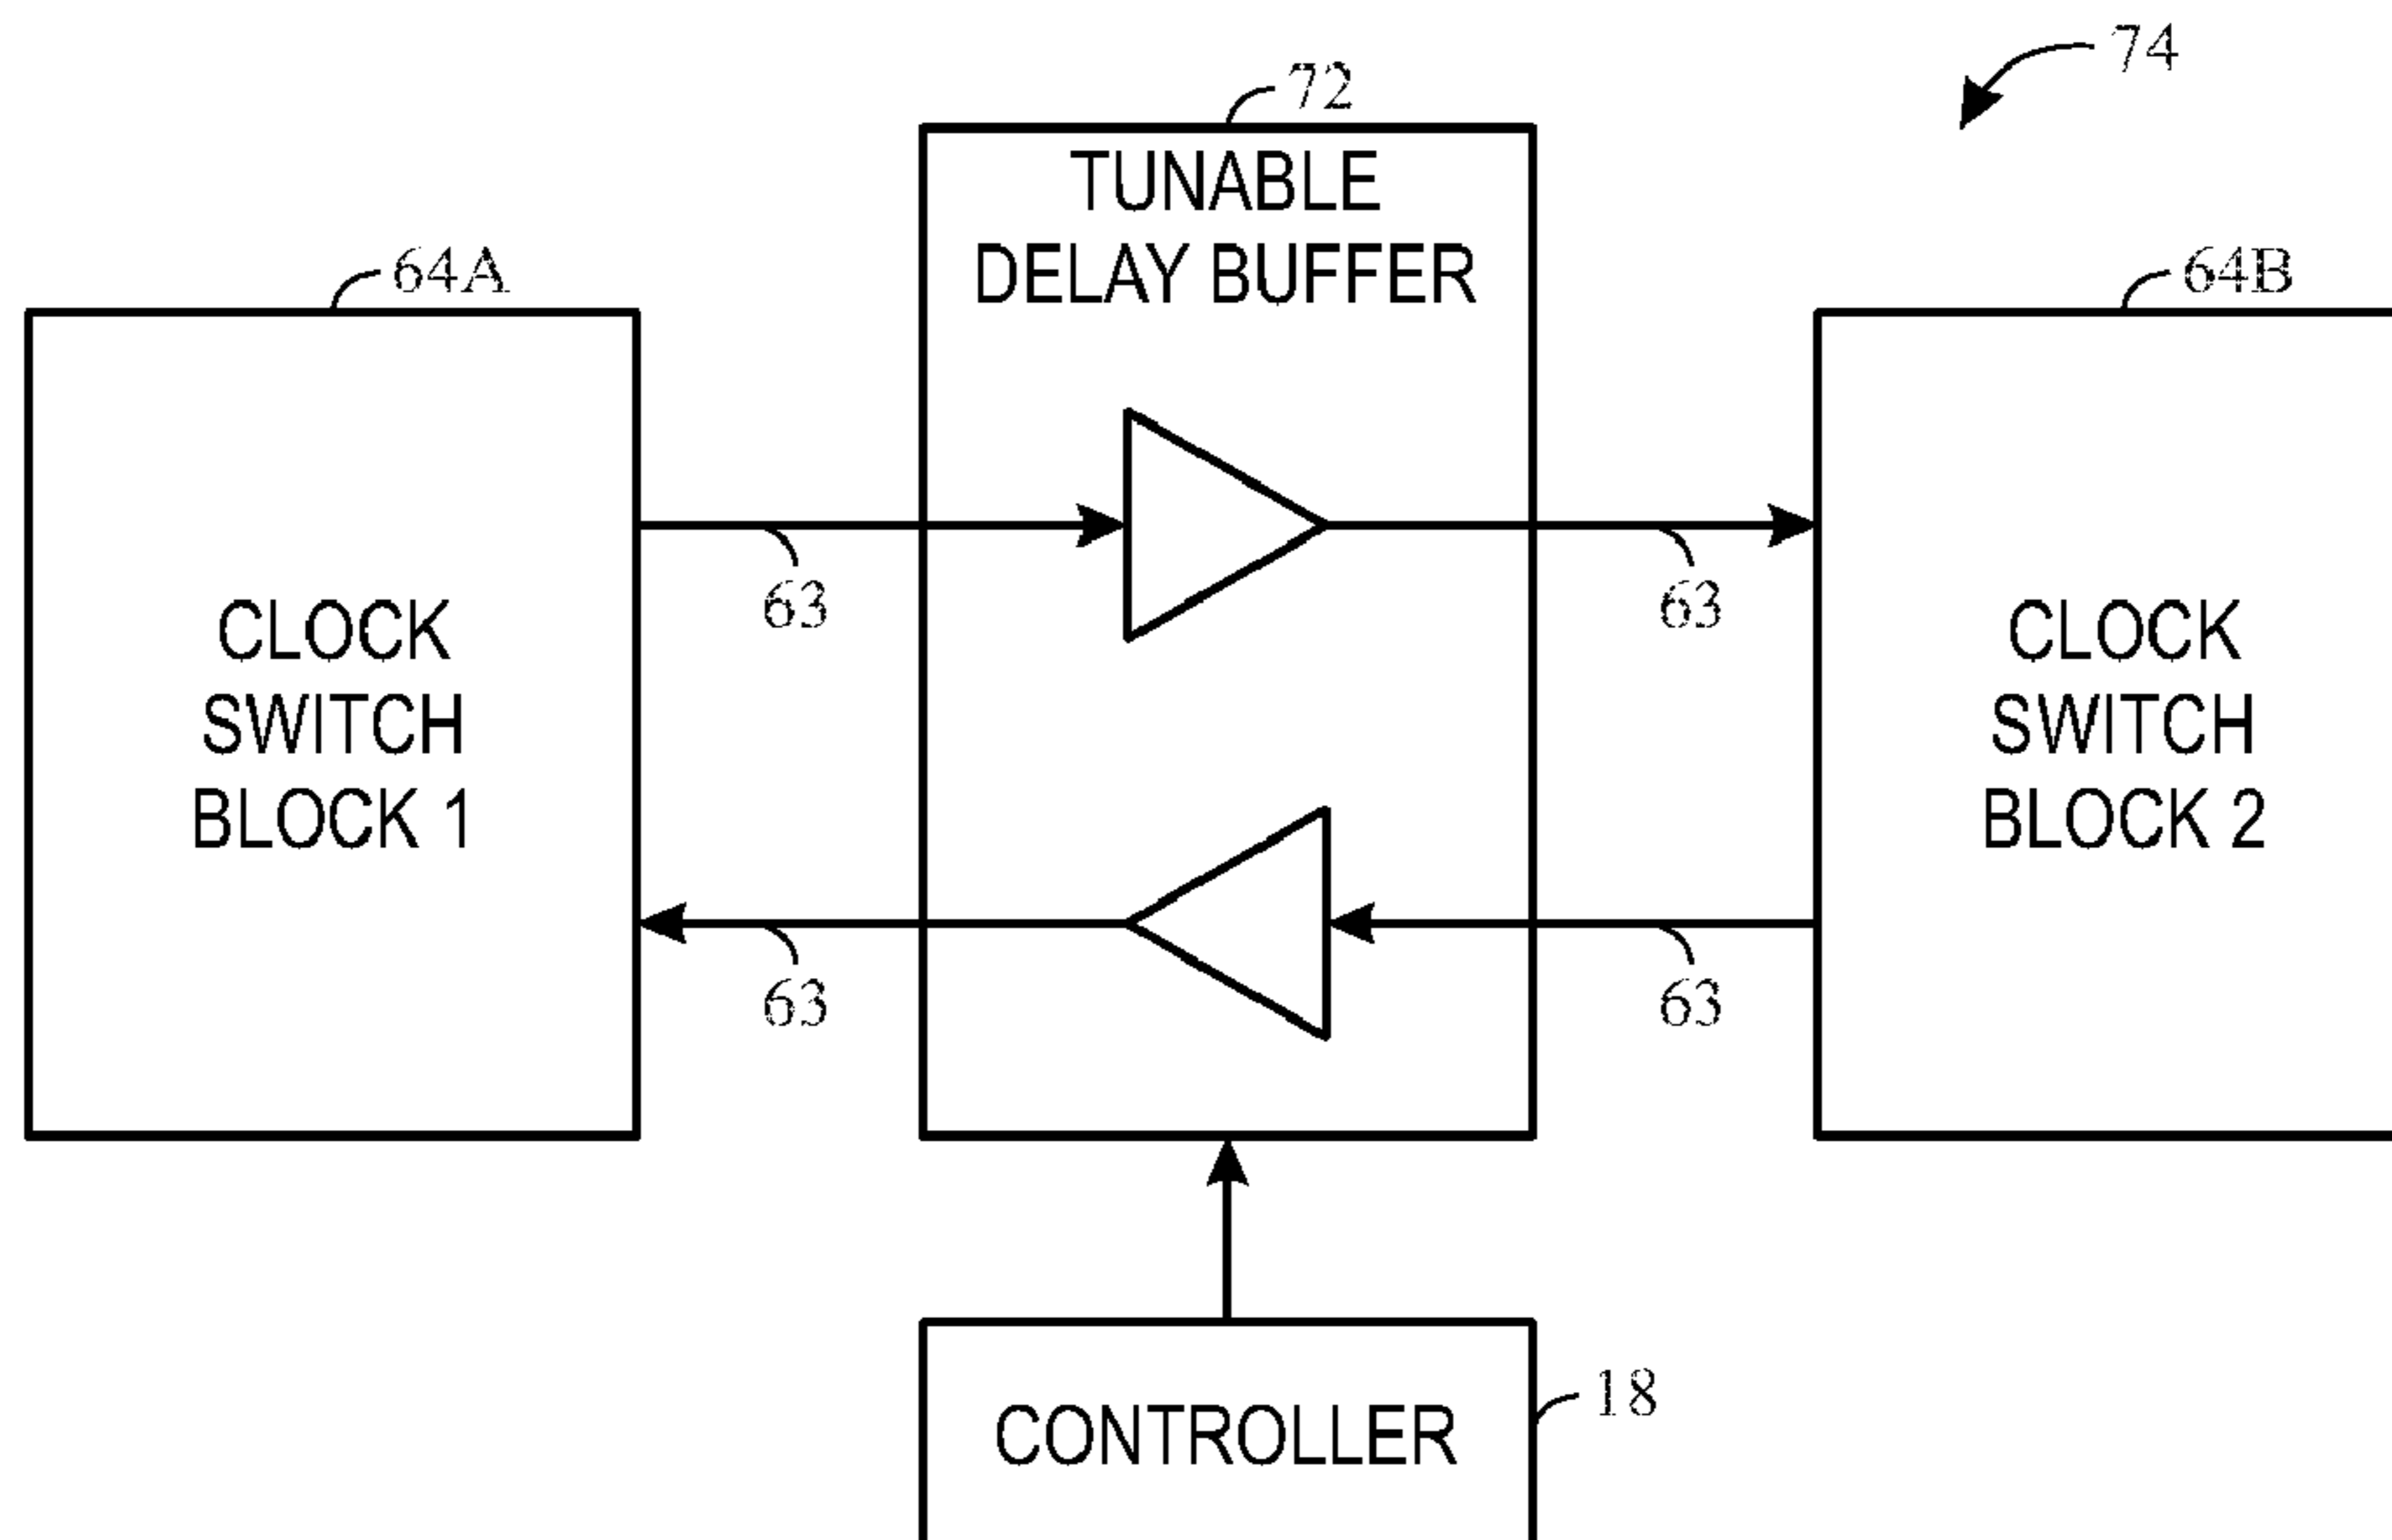 74
72
TUNABLE
DELAY BUFFER
64A
64B
63
63
CLOCK
SWITCH
BLOCK 1
CLOCK
SWITCH
BLOCK 2
63
63
18
CONTROLLER